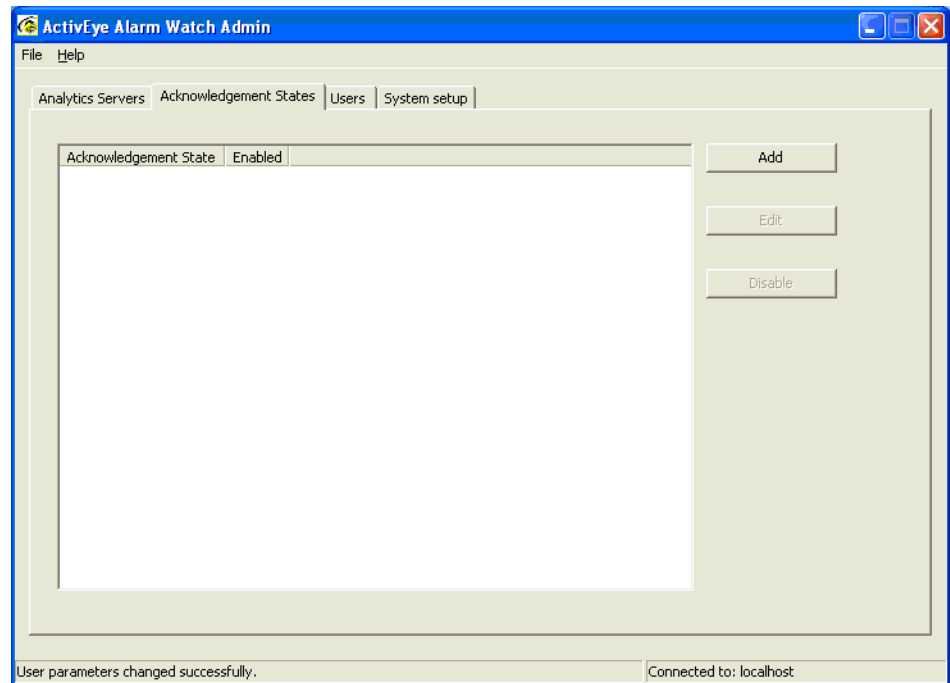 ActivEye Alarm Watch Admin
File Help
Analytics Servers Acknowledgement States Users System setup
Acknowledgement State Enabled
Add
Edit
Disable
User parameters changed successfully. Connected to: localhost